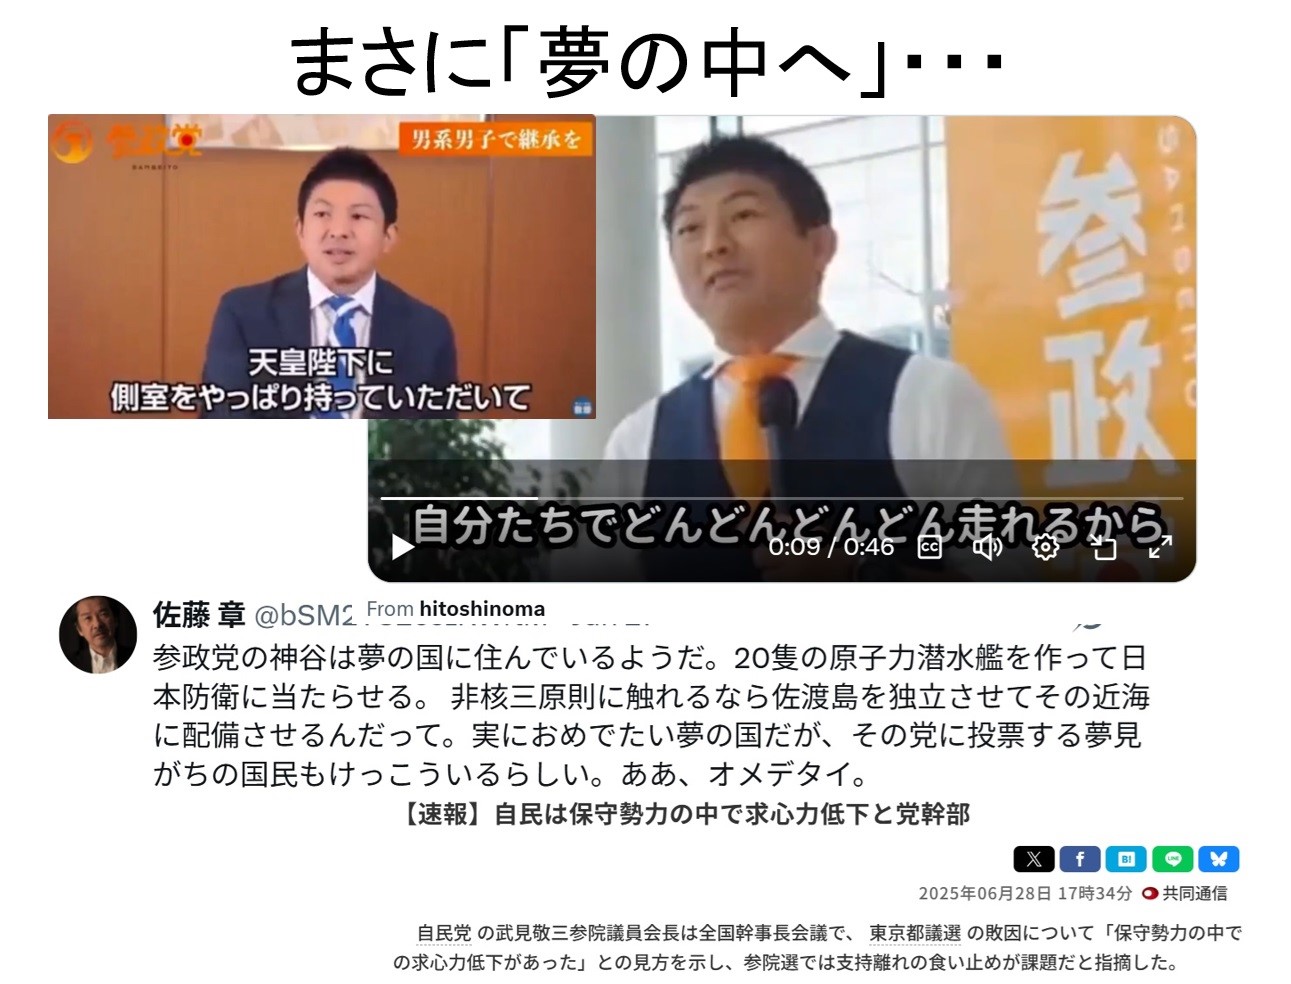 まさに「夢の中へ」・・・
参政党
SANSEITO
男系男子で継承を
天皇陛下に
側室をやっぱり持っていただいて
参政
自分たちでどんどんどんどん走れるから
0:09 / 0:46
CC
佐藤 章 @bSM2
From hitoshinoma
参政党の神谷は夢の国に住んでいるようだ。20隻の原子力潜水艦を作って日
本防衛に当たらせる。 非核三原則に触れるなら佐渡島を独立させてその近海
に配備させるんだって。実におめでたい夢の国だが、その党に投票する夢見
がちの国民もけっこういるらしい。ああ、オメデタイ。
【速報】自民は保守勢力の中で求心力低下と党幹部
X f B! LINE
2025年06月28日 17時34分 共同通信
自民党 の武見敬三参院議員会長は全国幹事長会議で、 東京都議選 の敗因について「保守勢力の中で
の求心力低下があった」との見方を示し、参院選では支持離れの食い止めが課題だと指摘した。